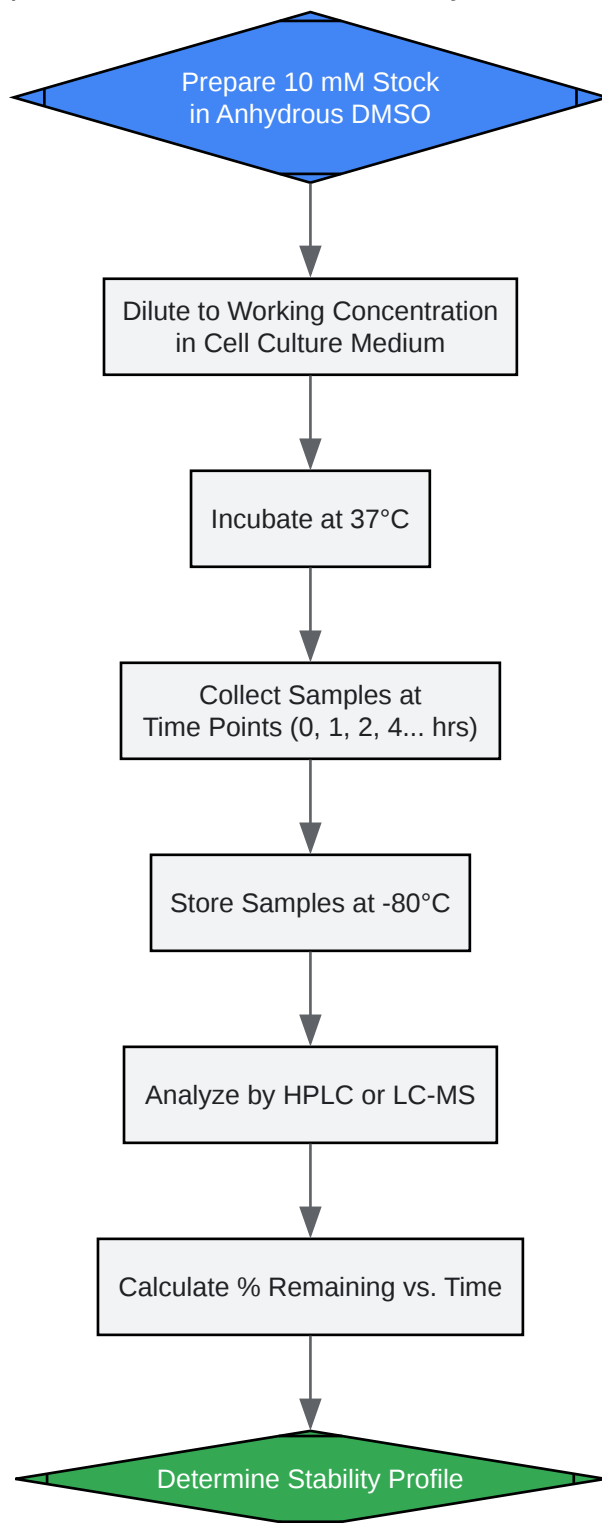 Prepare 10 mM Stock
in Anhydrous DMSO
Dilute to Working Concentration
in Cell Culture Medium
Incubate at 37°C
Collect Samples at
Time Points (0, 1, 2, 4... hrs)
Store Samples at -80°C
Analyze by HPLC or LC-MS
Calculate % Remaining vs. Time
Determine Stability Profile